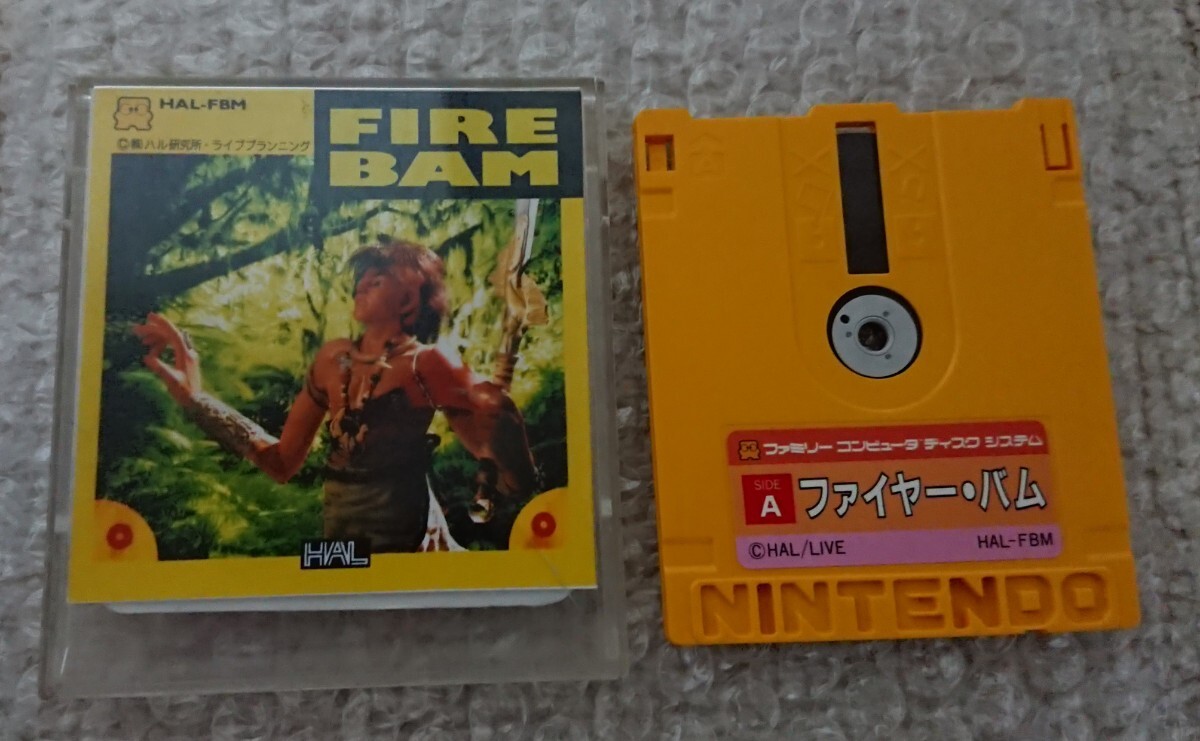 HAL-FBM
©㈱ハル研究所・ライブプランニング
FIRE
BAM
HAL
ファミリー コンピュータ ディスク システム
SIDE
A
ファイヤー・バム
©HAL/LIVE
HAL-FBM
NINTENDO